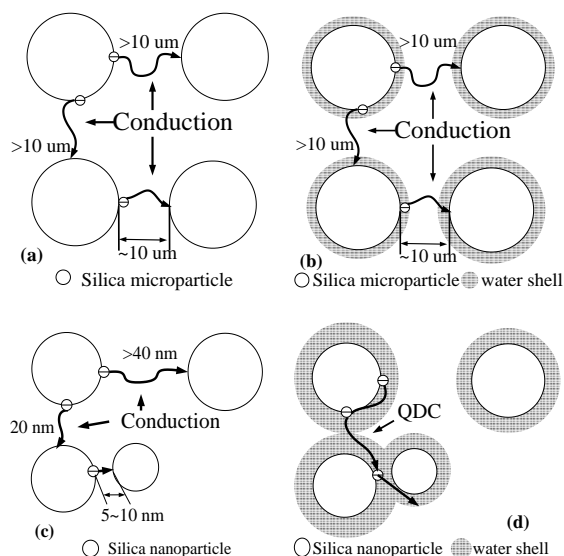 >10 um
Conduction
>10 um
~10 um
(a)
Silica microparticle
>10 um
Conduction
>10 um
~10 um
(b)
Silica microparticle
water shell
>40 nm
20 nm
Conduction
5~10 nm
(c)
Silica nanoparticle
QDC
(d)
Silica nanoparticle
water shell